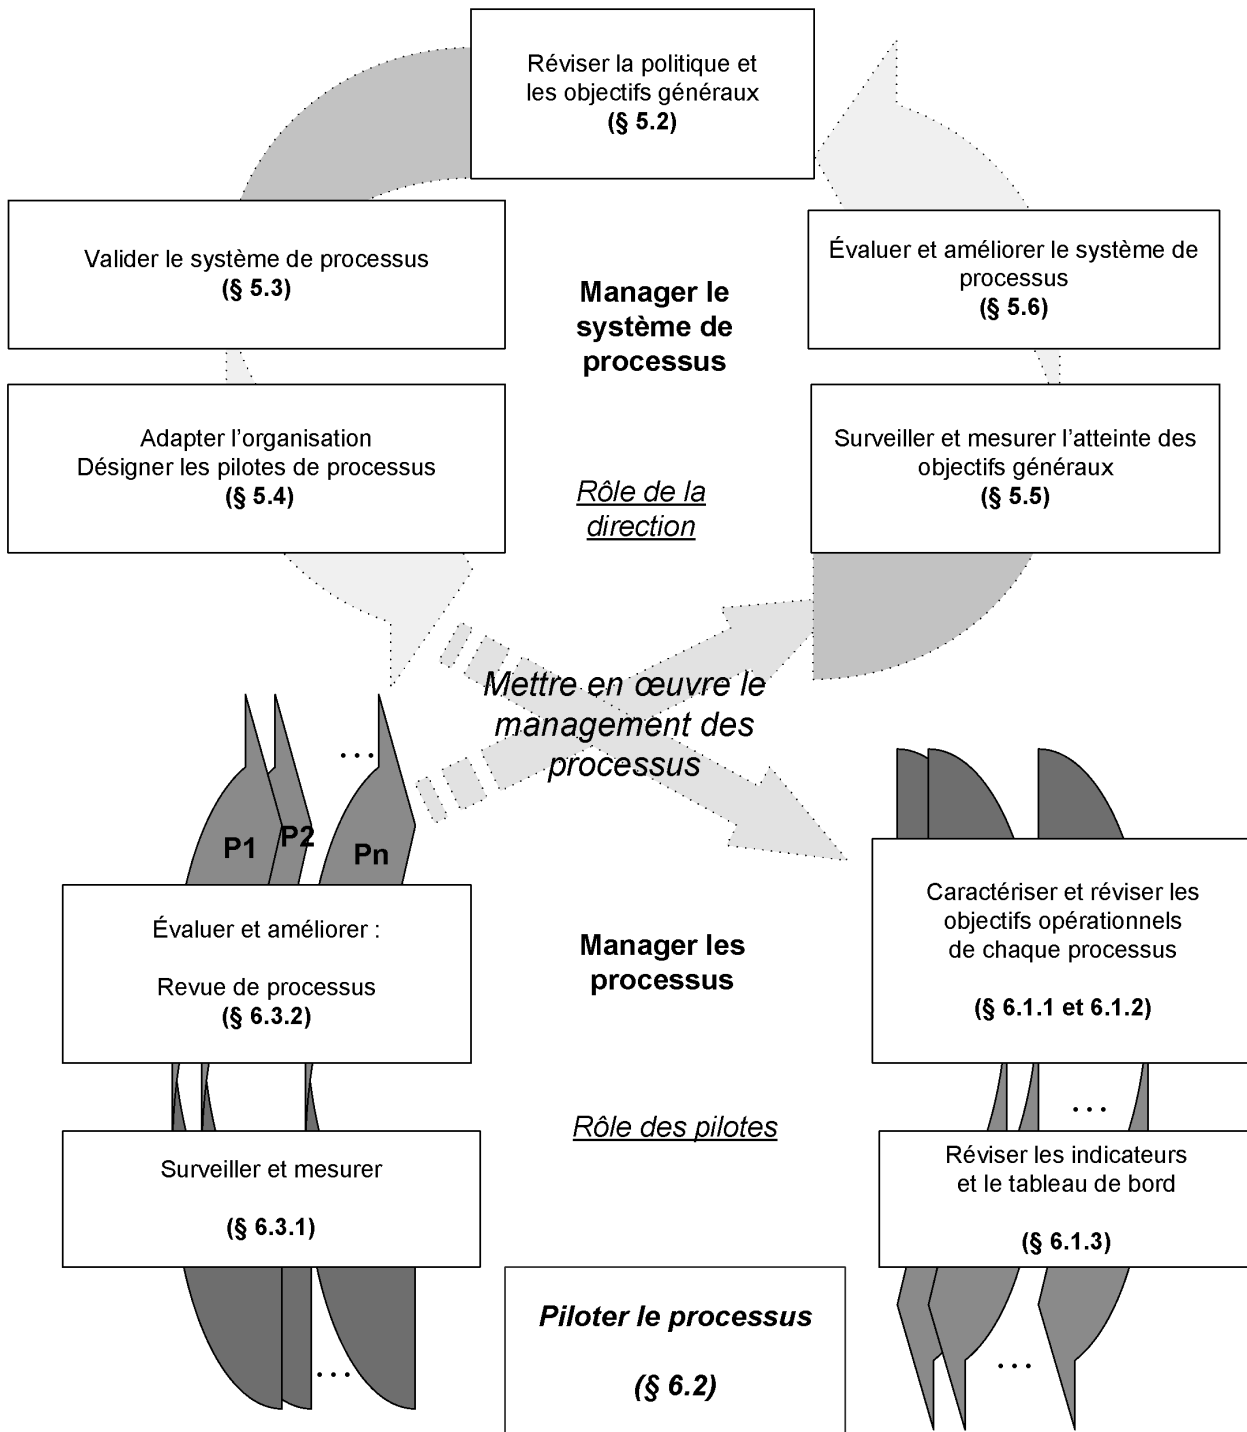 Réviser la politique et
les objectifs généraux
(§ 5.2)
Valider le système de processus
(§ 5.3)
Évaluer et améliorer le système de
processus
(§ 5.6)
Manager le
système de
processus
Adapter l’organisation
Désigner les pilotes de processus
(§ 5.4)
Surveiller et mesurer l’atteinte des
objectifs généraux
(§ 5.5)
Rôle de la
direction
Mettre en œuvre le
management des
processus
...
P1
P2
Pn
Évaluer et améliorer :
Revue de processus
(§ 6.3.2)
Manager les
processus
Caractériser et réviser les
objectifs opérationnels
de chaque processus
(§ 6.1.1 et 6.1.2)
...
Rôle des pilotes
Surveiller et mesurer
(§ 6.3.1)
Réviser les indicateurs
et le tableau de bord
(§ 6.1.3)
Piloter le processus
(§ 6.2)
...
...